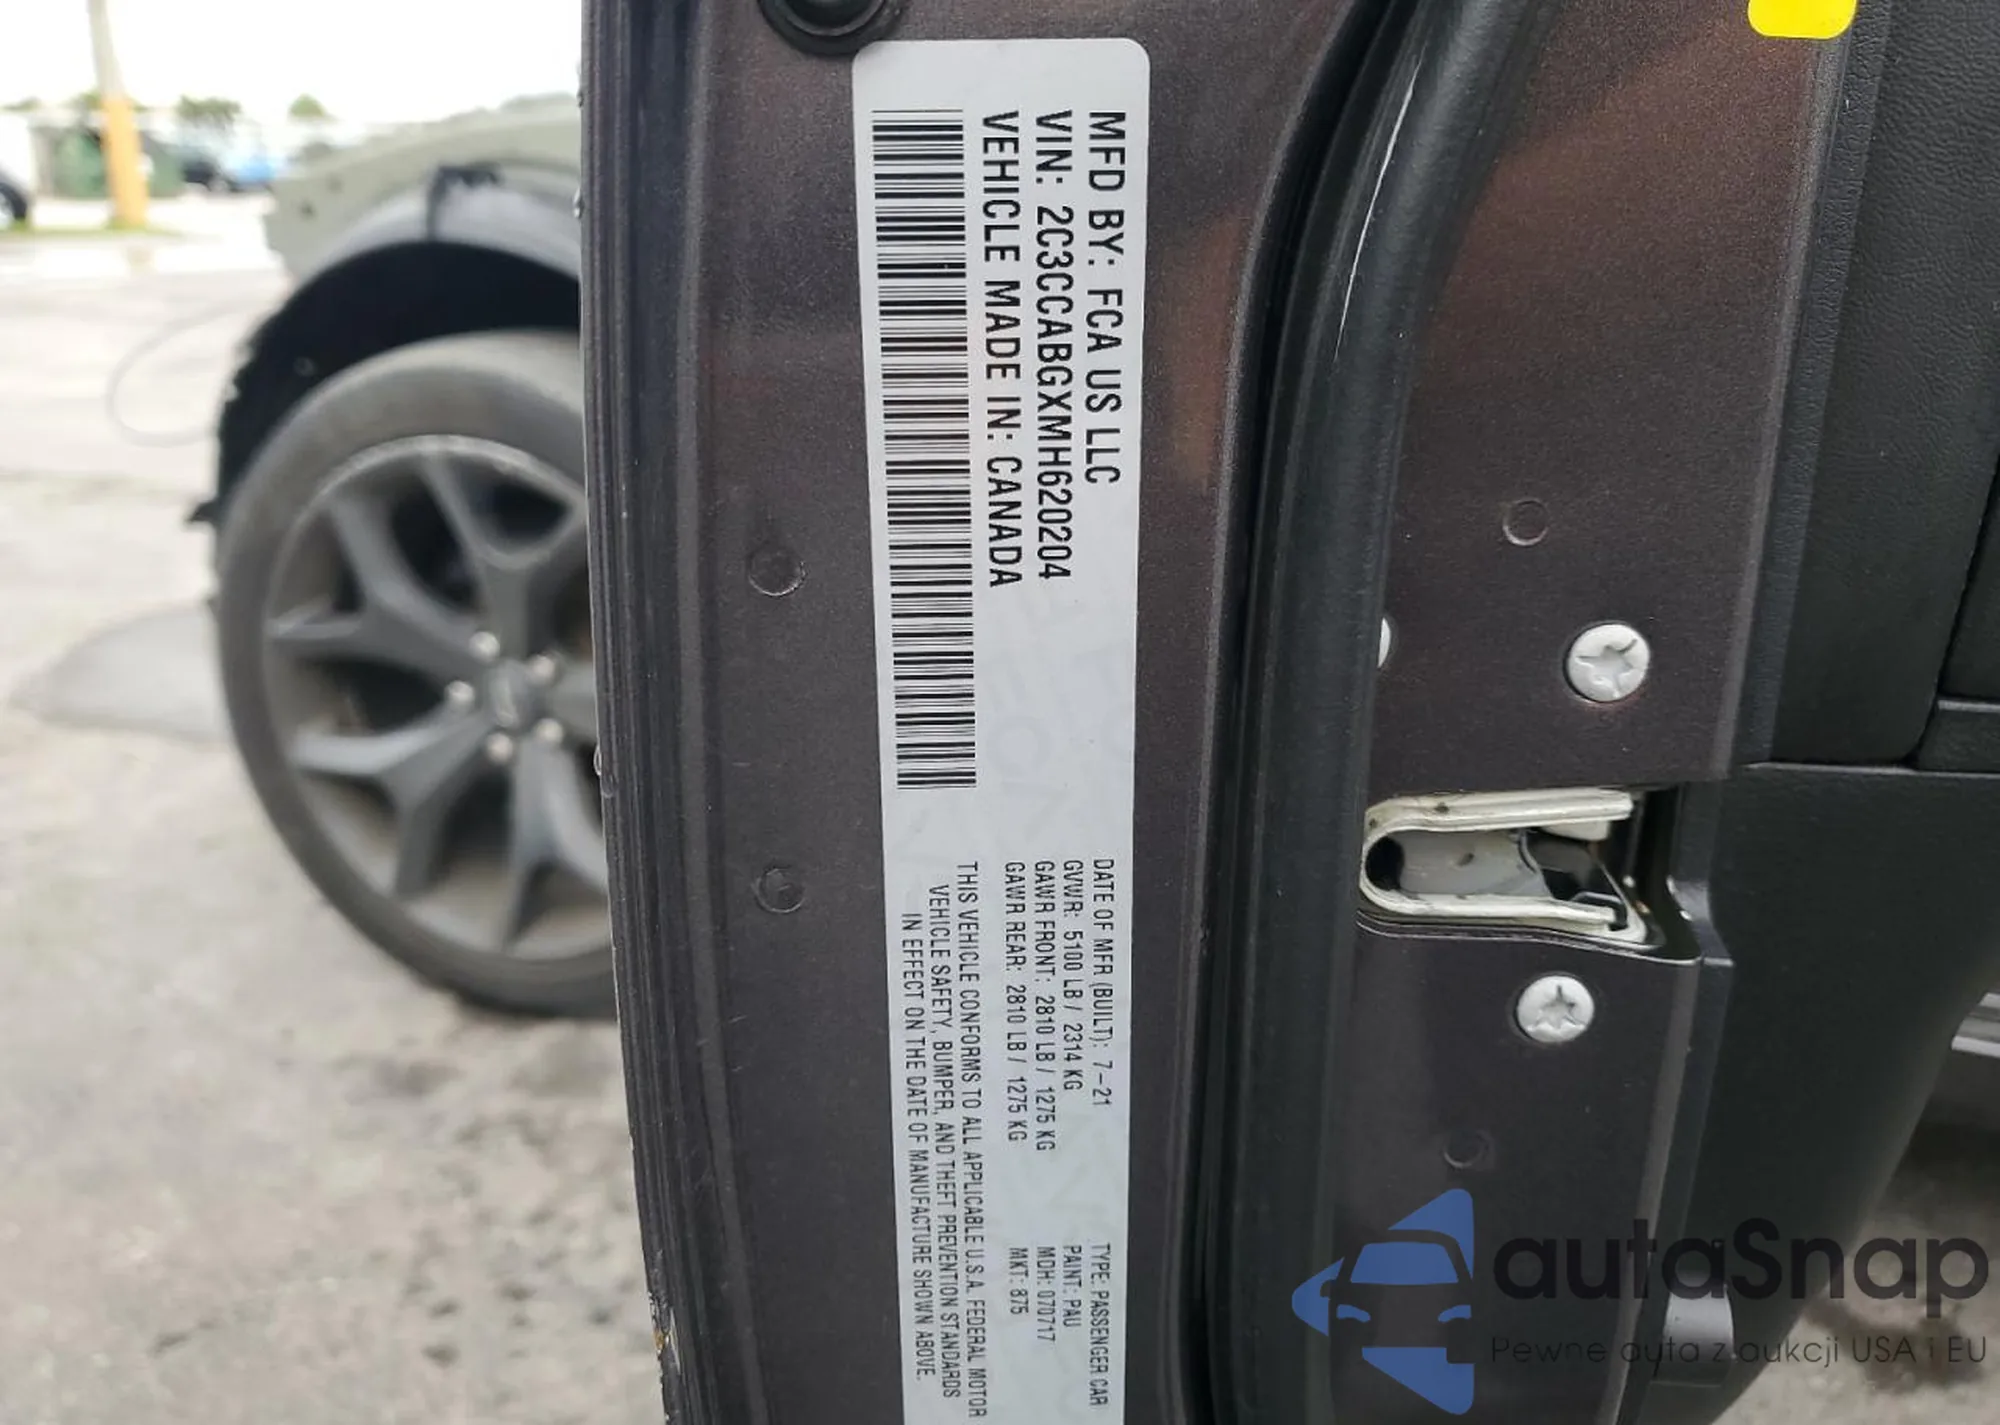 MFD BY: FCA US LLC
VIN: 2C3CCABGXMH620204
VEHICLE MADE IN: CANADA
DATE OF MFR (BUILT): 7-21
GVWR: 5100 LB / 2314 KG
GAWR FRONT: 2810 LB / 1275 KG
GAWR REAR: 2810 LB / 1275 KG
TYPE: PASSENGER CAR
PAINT: PAU
MDH: 070717
MKT: 875
THIS VEHICLE CONFORMS TO ALL APPLICABLE U.S.A. FEDERAL MOTOR
VEHICLE SAFETY, BUMPER, AND THEFT PREVENTION STANDARDS
IN EFFECT ON THE DATE OF MANUFACTURE SHOWN ABOVE.
autaSnap
Pewne auta z aukcji USA i EU